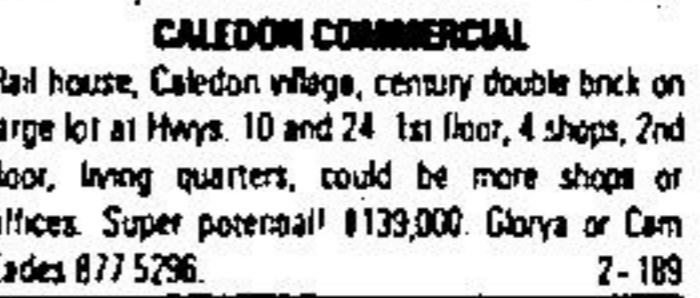 CALEDON COMMERCIAL
Rail house, Caledon village, century double brick on
large lot at Hwys. 10 and 24 1st floor, 4 shops, 2nd
floor, living quarters, could be more shops or
offices. Super potential! $139,000. Glorya or Cam
877 5296. 2-189